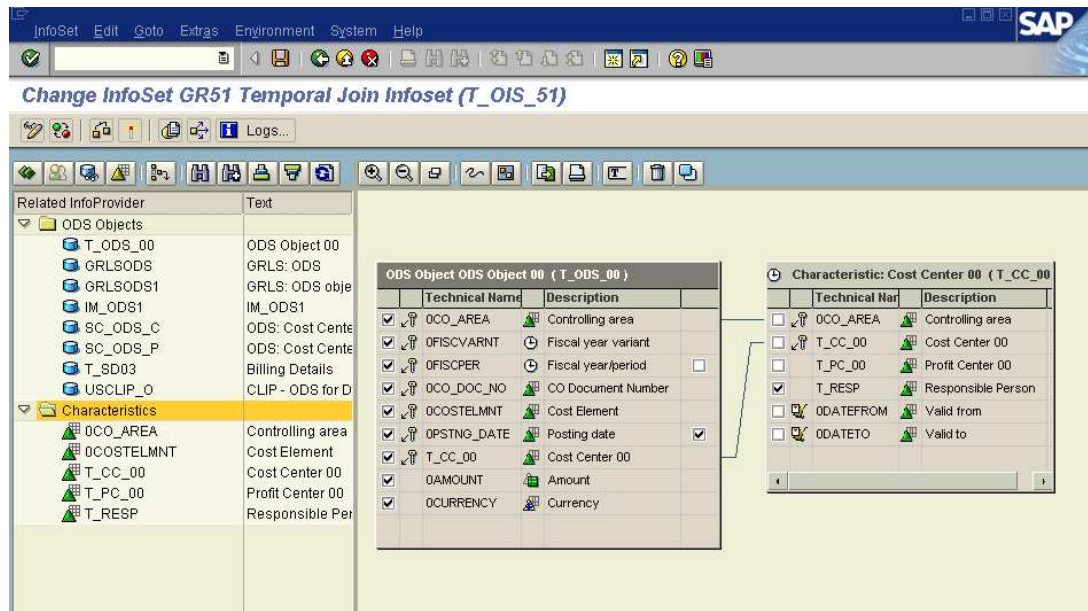 InfoSet Edit Goto Extras Environment System Help
SAP
Change InfoSet GR51 Temporal Join Infoset (T_OIS_51)
Logs...
Related InfoProvider Text
ODS Objects
T_ODS_00 ODS Object 00
GRLSODS GRLS: ODS
GRLSODS1 GRLS: ODS obje
IM_ODS1 IM_ODS1
SC_ODS_C ODS: Cost Cente
SC_ODS_P ODS: Cost Cente
T_SD03 Billing Details
USCLIP_O CLIP - ODS for D
Characteristics
0CO_AREA Controlling area
0COSTELMNT Cost Element
T_CC_00 Cost Center 00
T_PC_00 Profit Center 00
T_RESP Responsible Per
ODS Object ODS Object 00 ( T_ODS_00 )
Technical Name Description
0CO_AREA Controlling area
0FISCVARNT Fiscal year variant
0FISCPER Fiscal year/period
0CO_DOC_NO CO Document Number
0COSTELMNT Cost Element
0PSTNG_DATE Posting date
T_CC_00 Cost Center 00
0AMOUNT Amount
0CURRENCY Currency
Characteristic: Cost Center 00 ( T_CC_00
Technical Nar Description
0CO_AREA Controlling area
T_CC_00 Cost Center 00
T_PC_00 Profit Center 00
T_RESP Responsible Person
0DATEFROM Valid from
0DATETO Valid to